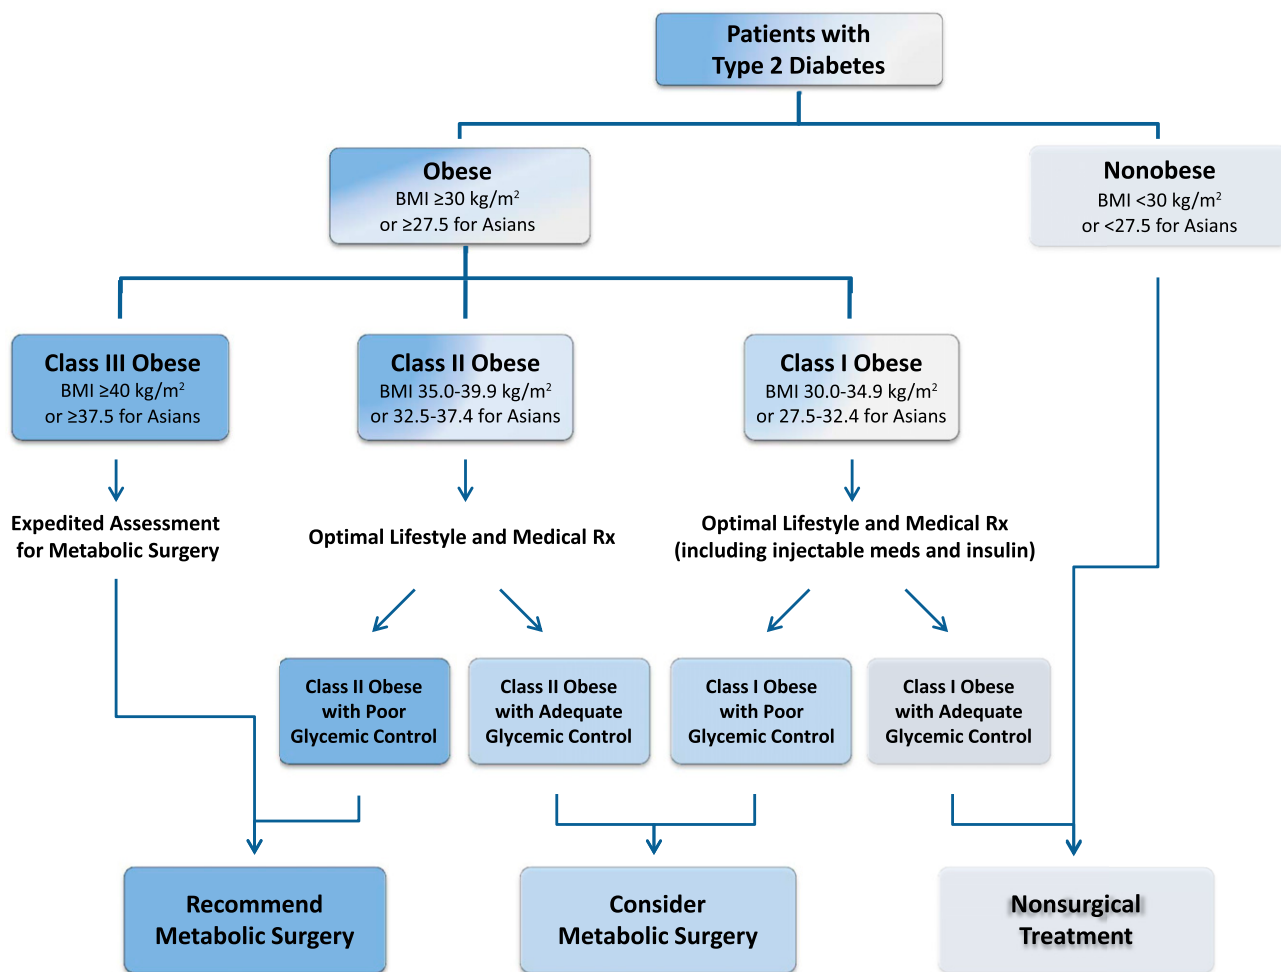 Patients with
Type 2 Diabetes
Obese
BMI ≥30 kg/m²
or ≥27.5 for Asians
Nonobese
BMI <30 kg/m²
or <27.5 for Asians
Class III Obese
BMI ≥40 kg/m²
or ≥37.5 for Asians
Class II Obese
BMI 35.0-39.9 kg/m²
or 32.5-37.4 for Asians
Class I Obese
BMI 30.0-34.9 kg/m²
or 27.5-32.4 for Asians
Expedited Assessment
for Metabolic Surgery
Optimal Lifestyle and Medical Rx
Optimal Lifestyle and Medical Rx
(including injectable meds and insulin)
Class II Obese
with Poor
Glycemic Control
Class II Obese
with Adequate
Glycemic Control
Class I Obese
with Poor
Glycemic Control
Class I Obese
with Adequate
Glycemic Control
Recommend
Metabolic Surgery
Consider
Metabolic Surgery
Nonsurgical
Treatment